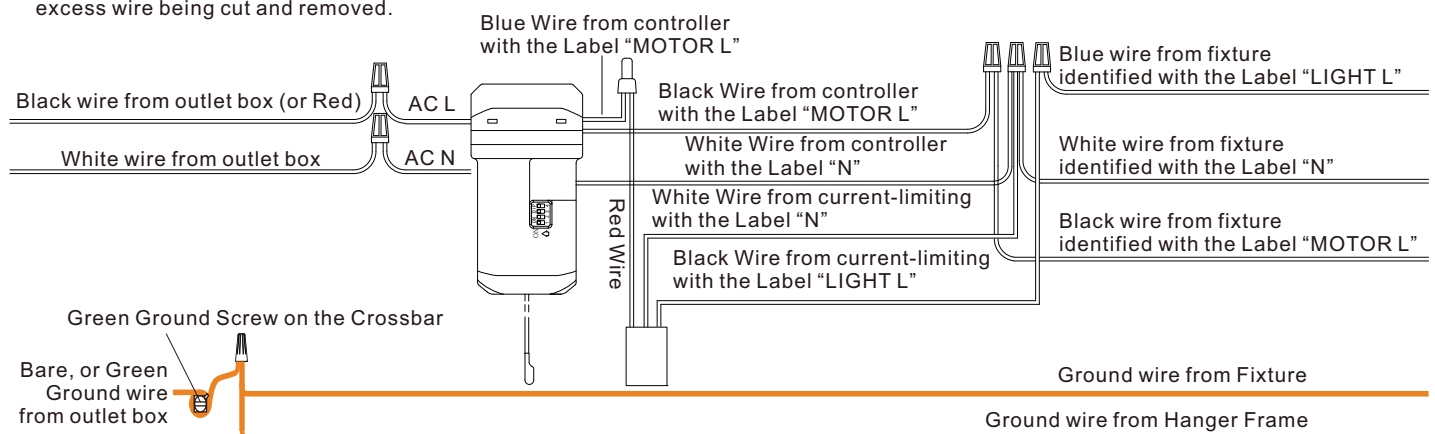 excess wire being cut and removed.
Blue Wire from controller
with the Label “MOTOR L”
Blue wire from fixture
identified with the Label “LIGHT L”
Black wire from outlet box (or Red)
AC L
Black Wire from controller
with the Label “MOTOR L”
White wire from outlet box
AC N
White Wire from controller
with the Label “N”
White wire from fixture
identified with the Label “N”
Red Wire
White Wire from current-limiting
with the Label “N”
Black wire from fixture
identified with the Label “MOTOR L”
Black Wire from current-limiting
with the Label “LIGHT L”
Green Ground Screw on the Crossbar
Bare, or Green
Ground wire
from outlet box
Ground wire from Fixture
Ground wire from Hanger Frame